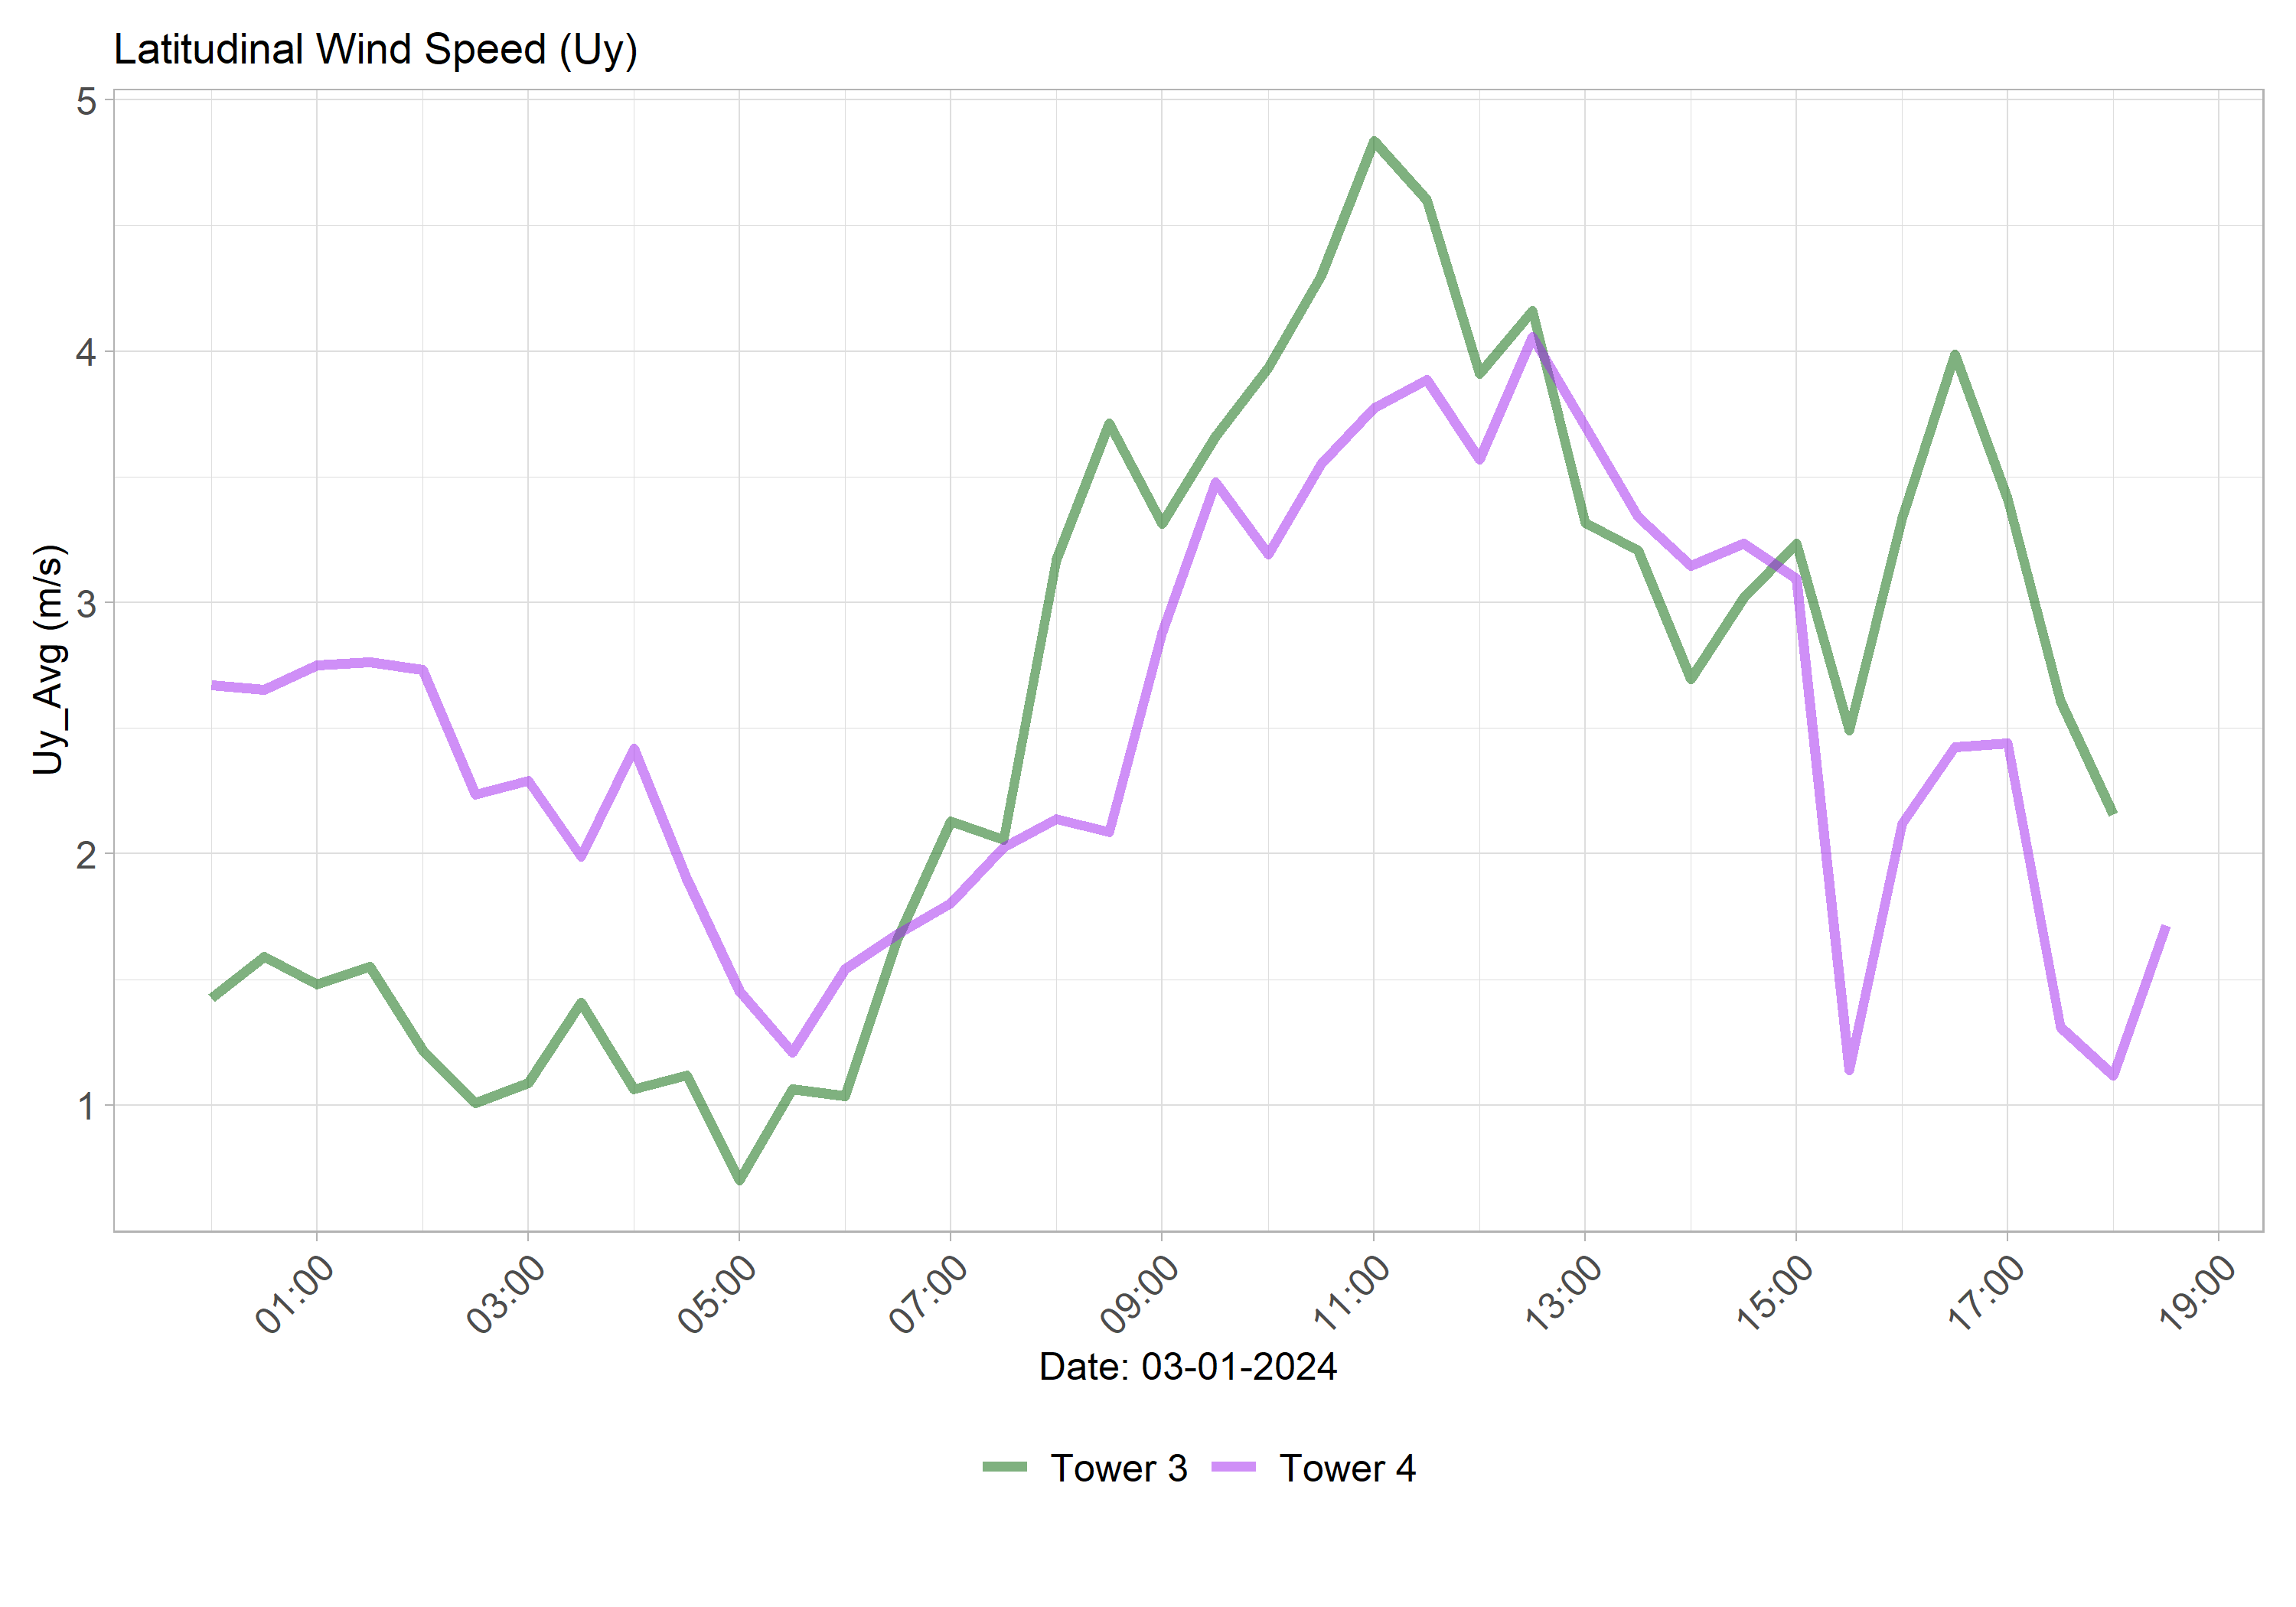 Latitudinal Wind Speed (Uy)
5
4
3
2
1
Uy_Avg (m/s)
01:00 03:00 05:00 07:00 09:00 11:00 13:00 15:00 17:00 19:00
Date: 03-01-2024
Tower 3 Tower 4